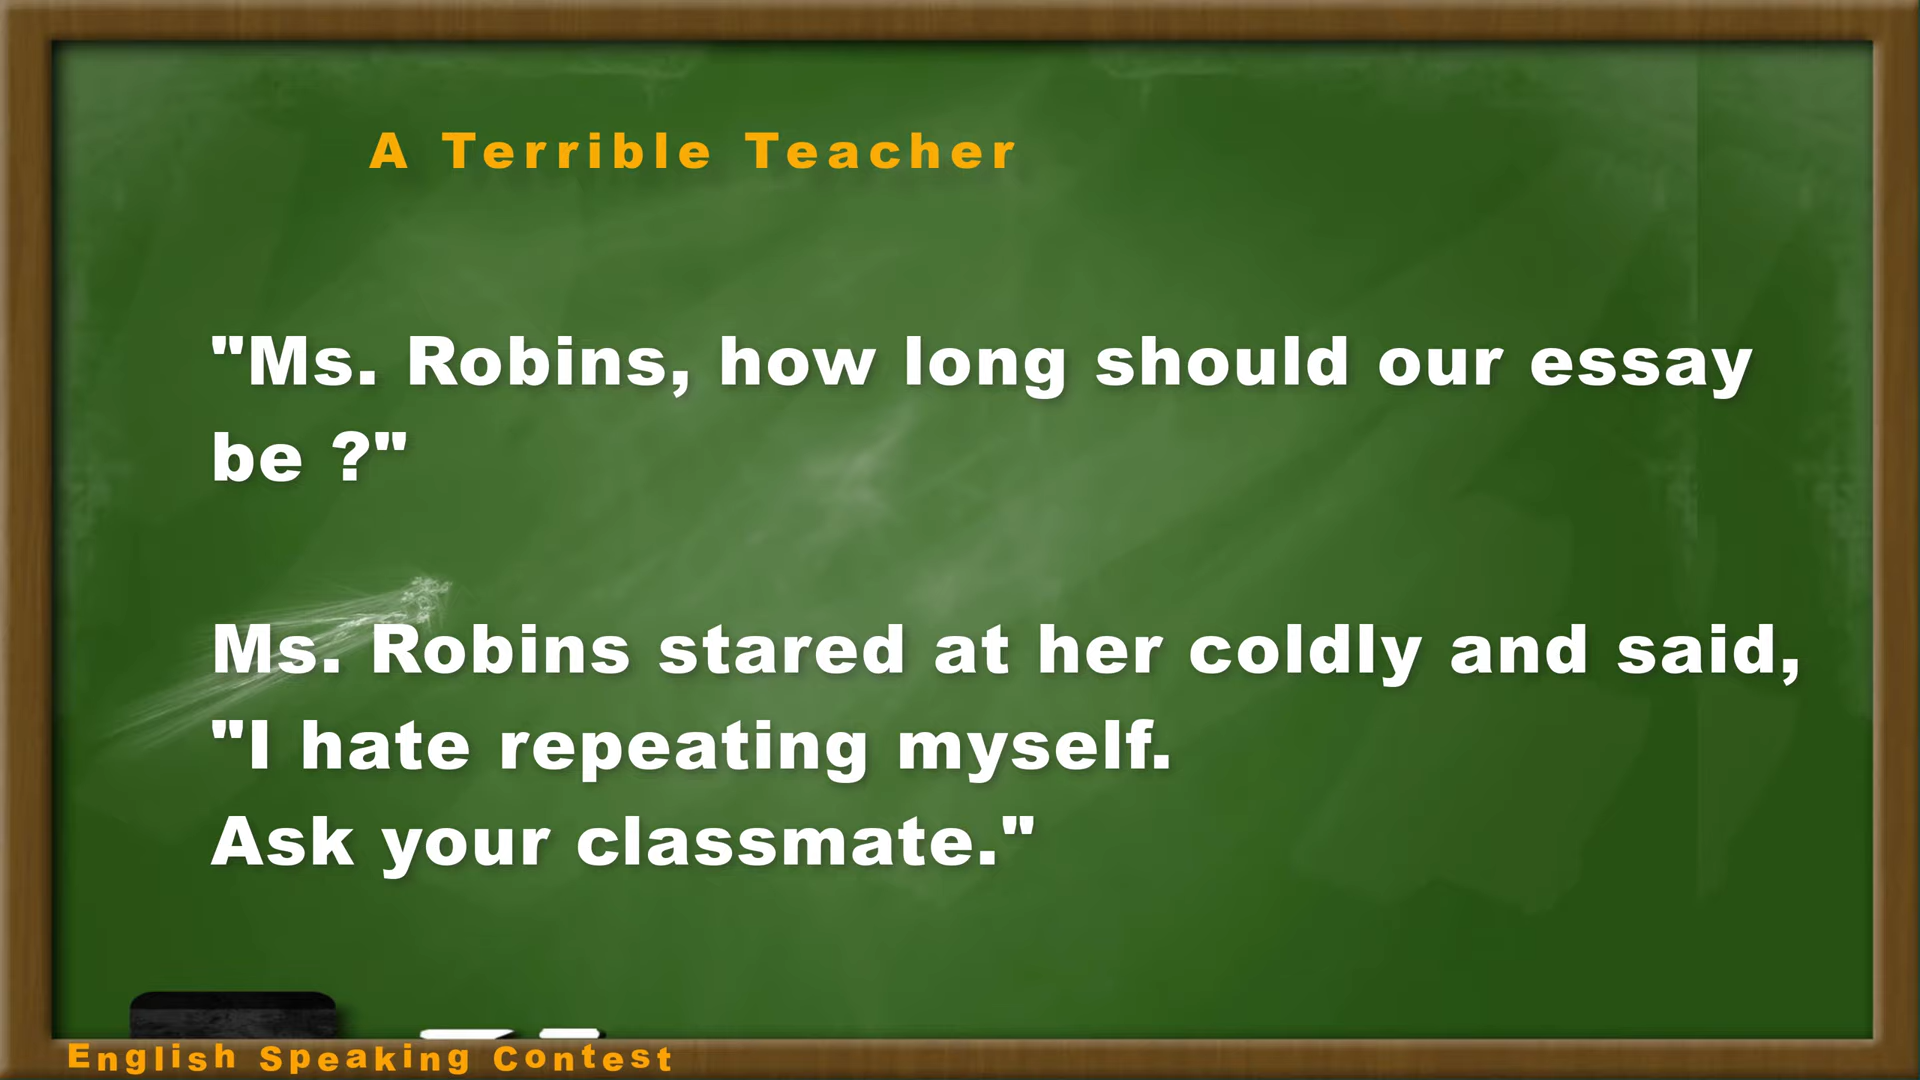 A Terrible Teacher
"Ms. Robins, how long should our essay
be ?"
Ms. Robins stared at her coldly and said,
"I hate repeating myself.
Ask your classmate."
English Speaking Contest